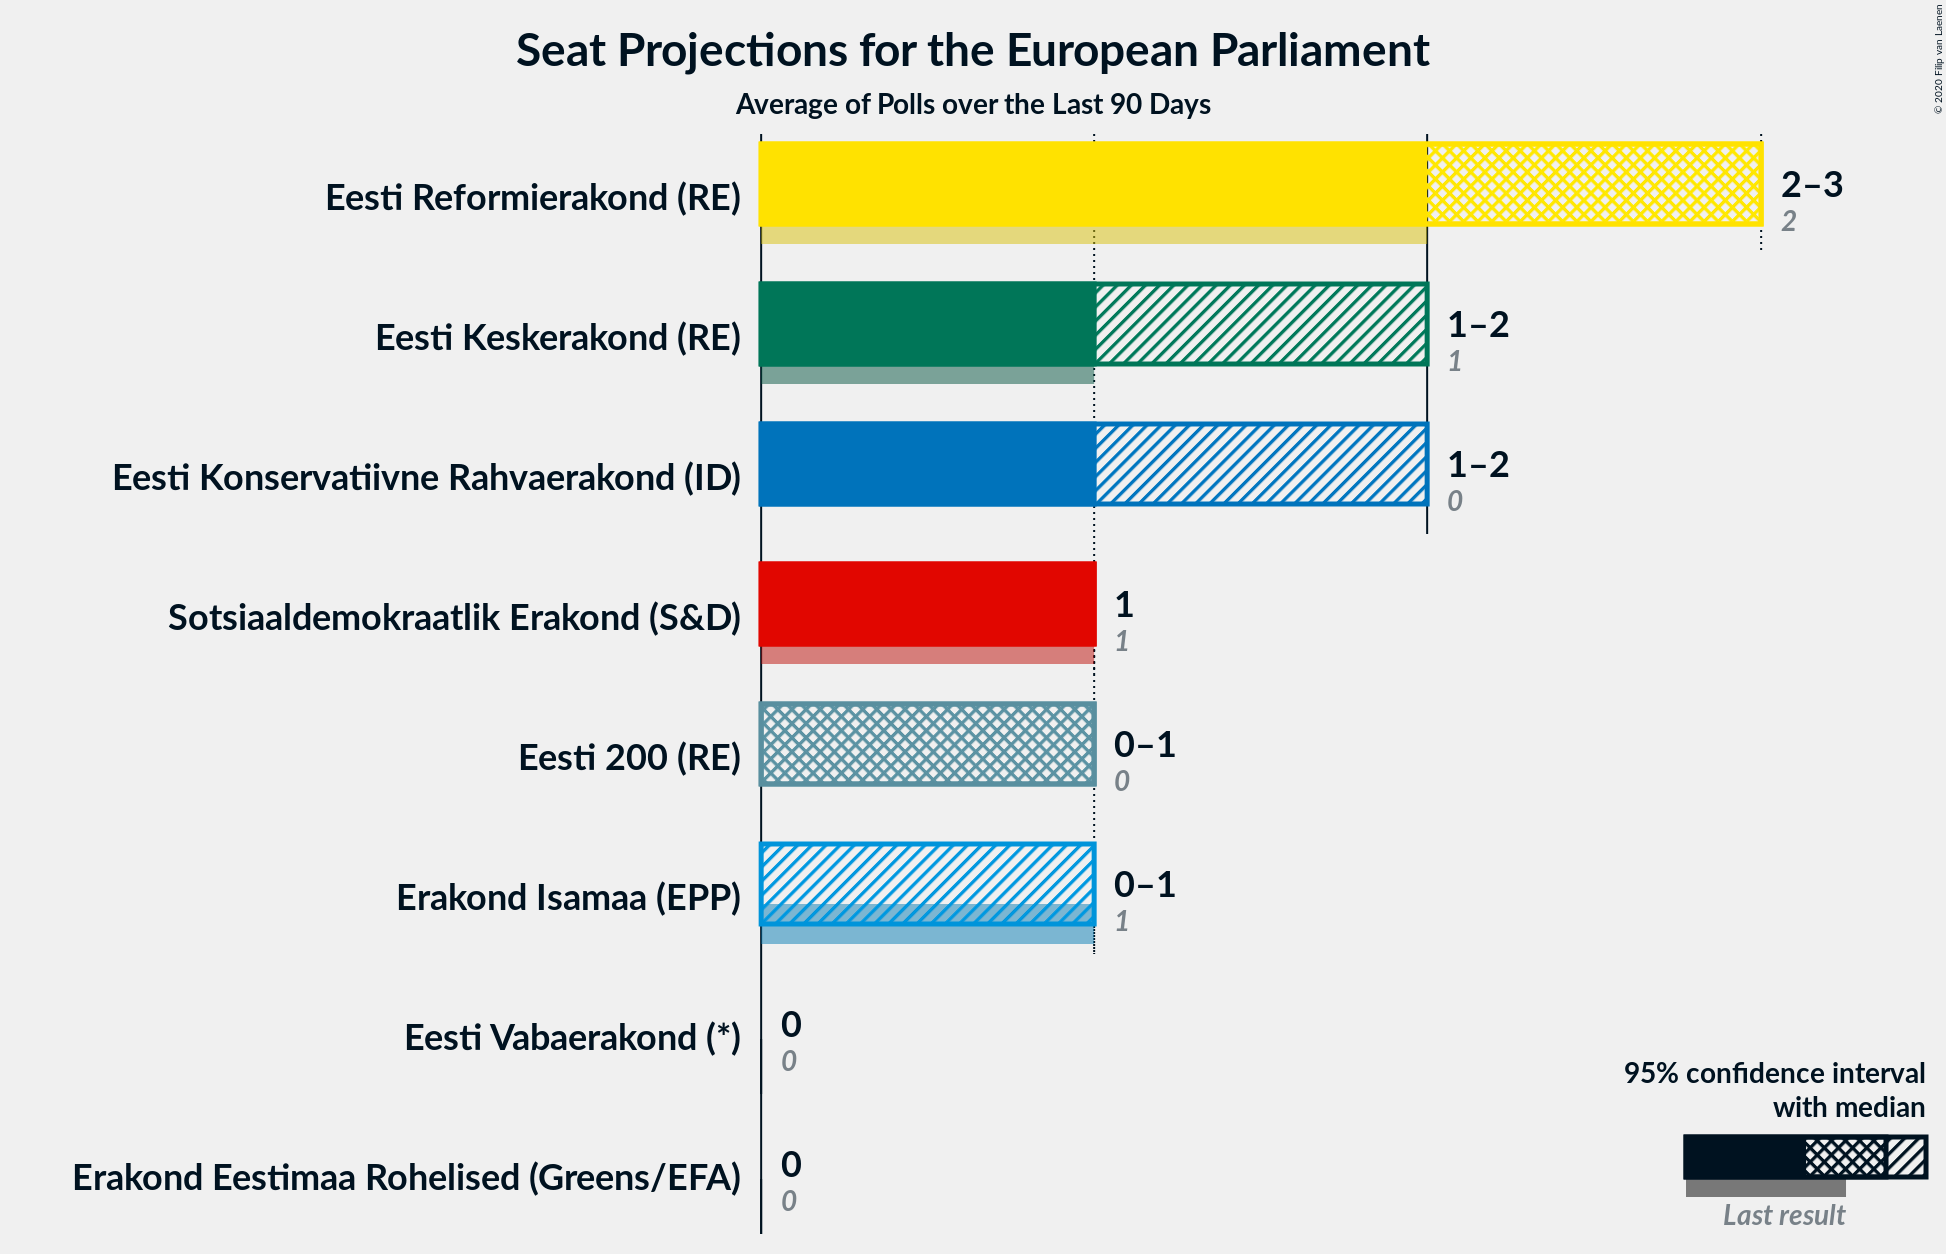 Seat Projections for the European Parliament
Average of Polls over the Last 90 Days
© 2020 Filip van Laenen
Eesti Reformierakond (RE)
2–3
2
Eesti Keskerakond (RE)
1–2
1
Eesti Konservatiivne Rahvaerakond (ID)
1–2
0
Sotsiaaldemokraatlik Erakond (S&D)
1
1
Eesti 200 (RE)
0–1
0
Erakond Isamaa (EPP)
0–1
1
Eesti Vabaerakond (*)
0
0
Erakond Eestimaa Rohelised (Greens/EFA)
0
0
95% confidence interval
with median
Last result